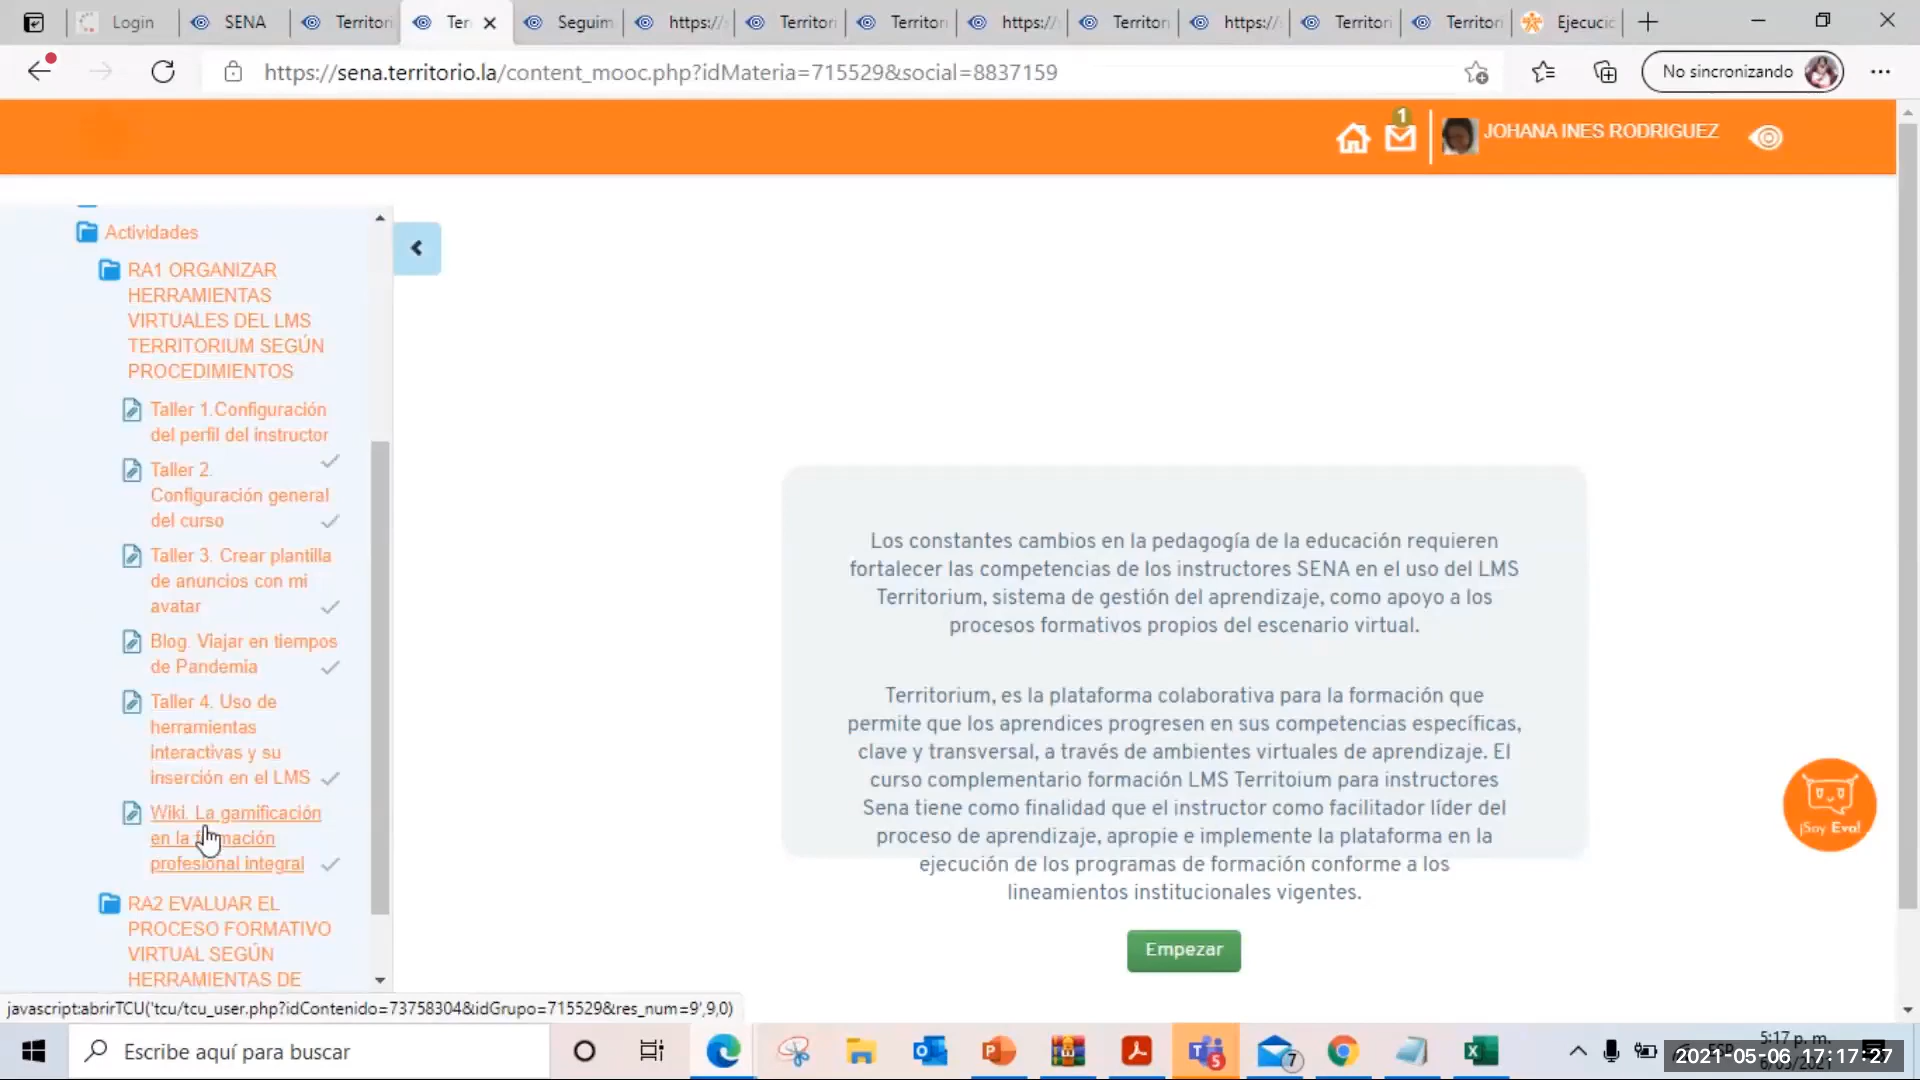 Login
SENA
Territori
Ter
Seguim
https://
Territori
Territori
https://
Territori
https://
Territori
Territori
Ejecució
https://sena.territorio.la/content_mooc.php?idMateria=715529&social=8837159
No sincronizando
1
JOHANA INES RODRIGUEZ
Actividades
RA1 ORGANIZAR
HERRAMIENTAS
VIRTUALES DEL LMS
TERRITORIUM SEGÚN
PROCEDIMIENTOS
Taller 1.Configuración
del perfil del instructor
Taller 2.
Configuración general
del curso
Taller 3. Crear plantilla
de anuncios con mi
avatar
Blog. Viajar en tiempos
de Pandemia
Taller 4. Uso de
herramientas
interactivas y su
inserción en el LMS
Wiki. La gamificación
en la formación
profesional integral
RA2 EVALUAR EL
PROCESO FORMATIVO
VIRTUAL SEGÚN
HERRAMIENTAS DE
Los constantes cambios en la pedagogía de la educación requieren
fortalecer las competencias de los instructores SENA en el uso del LMS
Territorium, sistema de gestión del aprendizaje, como apoyo a los
procesos formativos propios del escenario virtual.
Territorium, es la plataforma colaborativa para la formación que
permite que los aprendices progresen en sus competencias específicas,
clave y transversal, a través de ambientes virtuales de aprendizaje. El
curso complementario formación LMS Territoium para instructores
Sena tiene como finalidad que el instructor como facilitador líder del
proceso de aprendizaje, apropie e implemente la plataforma en la
ejecución de los programas de formación conforme a los
lineamientos institucionales vigentes.
Empezar
¡Soy Eva!
javascript:abrirTCU('tcu/tcu_user.php?idContenido=73758304&idGrupo=715529&res_num=9',9,0)
Escribe aquí para buscar
5
7
5:17 p. m.
2021-05-06 17:17:27